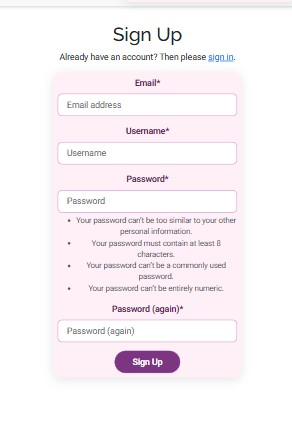 Sign Up
Already have an account? Then please sign in.
Email*
Email address
Username*
Username
Password*
Password
• Your password can't be too similar to your other
personal information.
• Your password must contain at least 8
characters.
• Your password can't be a commonly used
password.
• Your password can't be entirely numeric.
Password (again)*
Password (again)
Sign Up